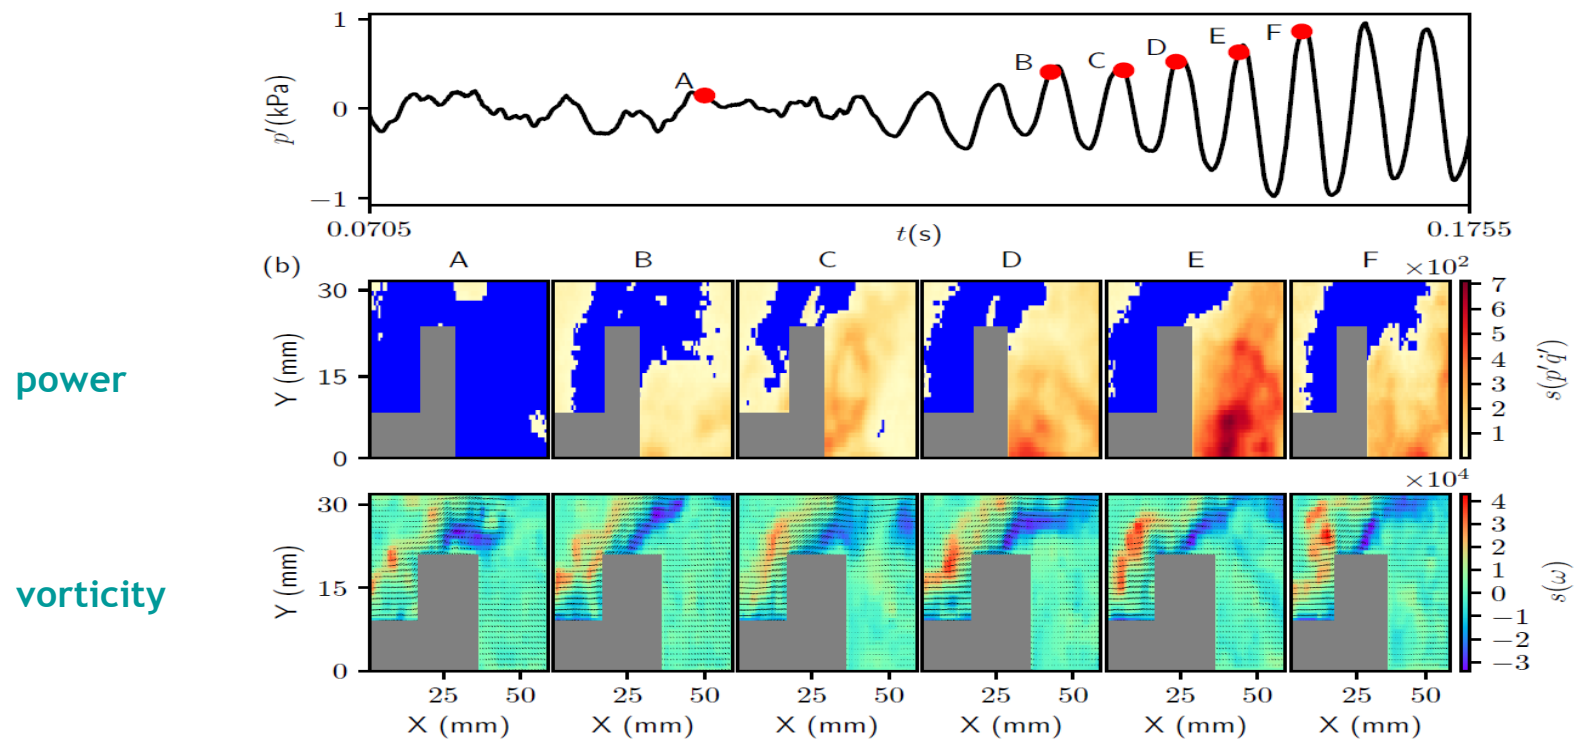 1
0
−1
p′(kPa)
A B C D E F
0.0705
t(s)
0.1755
(b) A B C D E F ×10²
power
30
15
0
Y (mm)
7
6
5
4
3
2
1
s(p′q̇′)
vorticity
30
15
0
Y (mm)
×10⁴
4
3
2
1
0
−1
−2
−3
s(ω)
25 50 25 50 25 50 25 50 25 50 25 50
X (mm) X (mm) X (mm) X (mm) X (mm) X (mm)